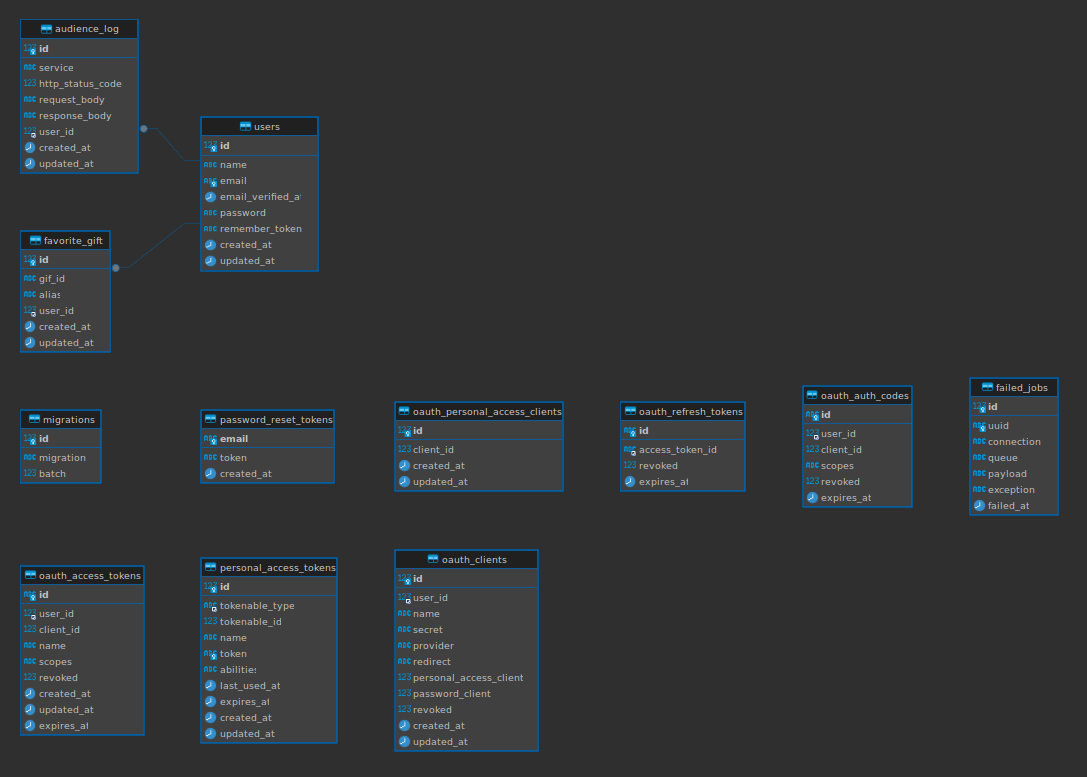 audience_log
id
service
http_status_code
request_body
response_body
user_id
created_at
updated_at
users
id
name
email
email_verified_at
password
remember_token
created_at
updated_at
favorite_gift
id
gif_id
alias
user_id
created_at
updated_at
migrations
id
migration
batch
password_reset_tokens
email
token
created_at
oauth_personal_access_clients
id
client_id
created_at
updated_at
oauth_refresh_tokens
id
access_token_id
revoked
expires_at
oauth_auth_codes
id
user_id
client_id
scopes
revoked
expires_at
failed_jobs
id
uuid
connection
queue
payload
exception
failed_at
oauth_access_tokens
id
user_id
client_id
name
scopes
revoked
created_at
updated_at
expires_at
personal_access_tokens
id
tokenable_type
tokenable_id
name
token
abilities
last_used_at
expires_at
created_at
updated_at
oauth_clients
id
user_id
name
secret
provider
redirect
personal_access_client
password_client
revoked
created_at
updated_at